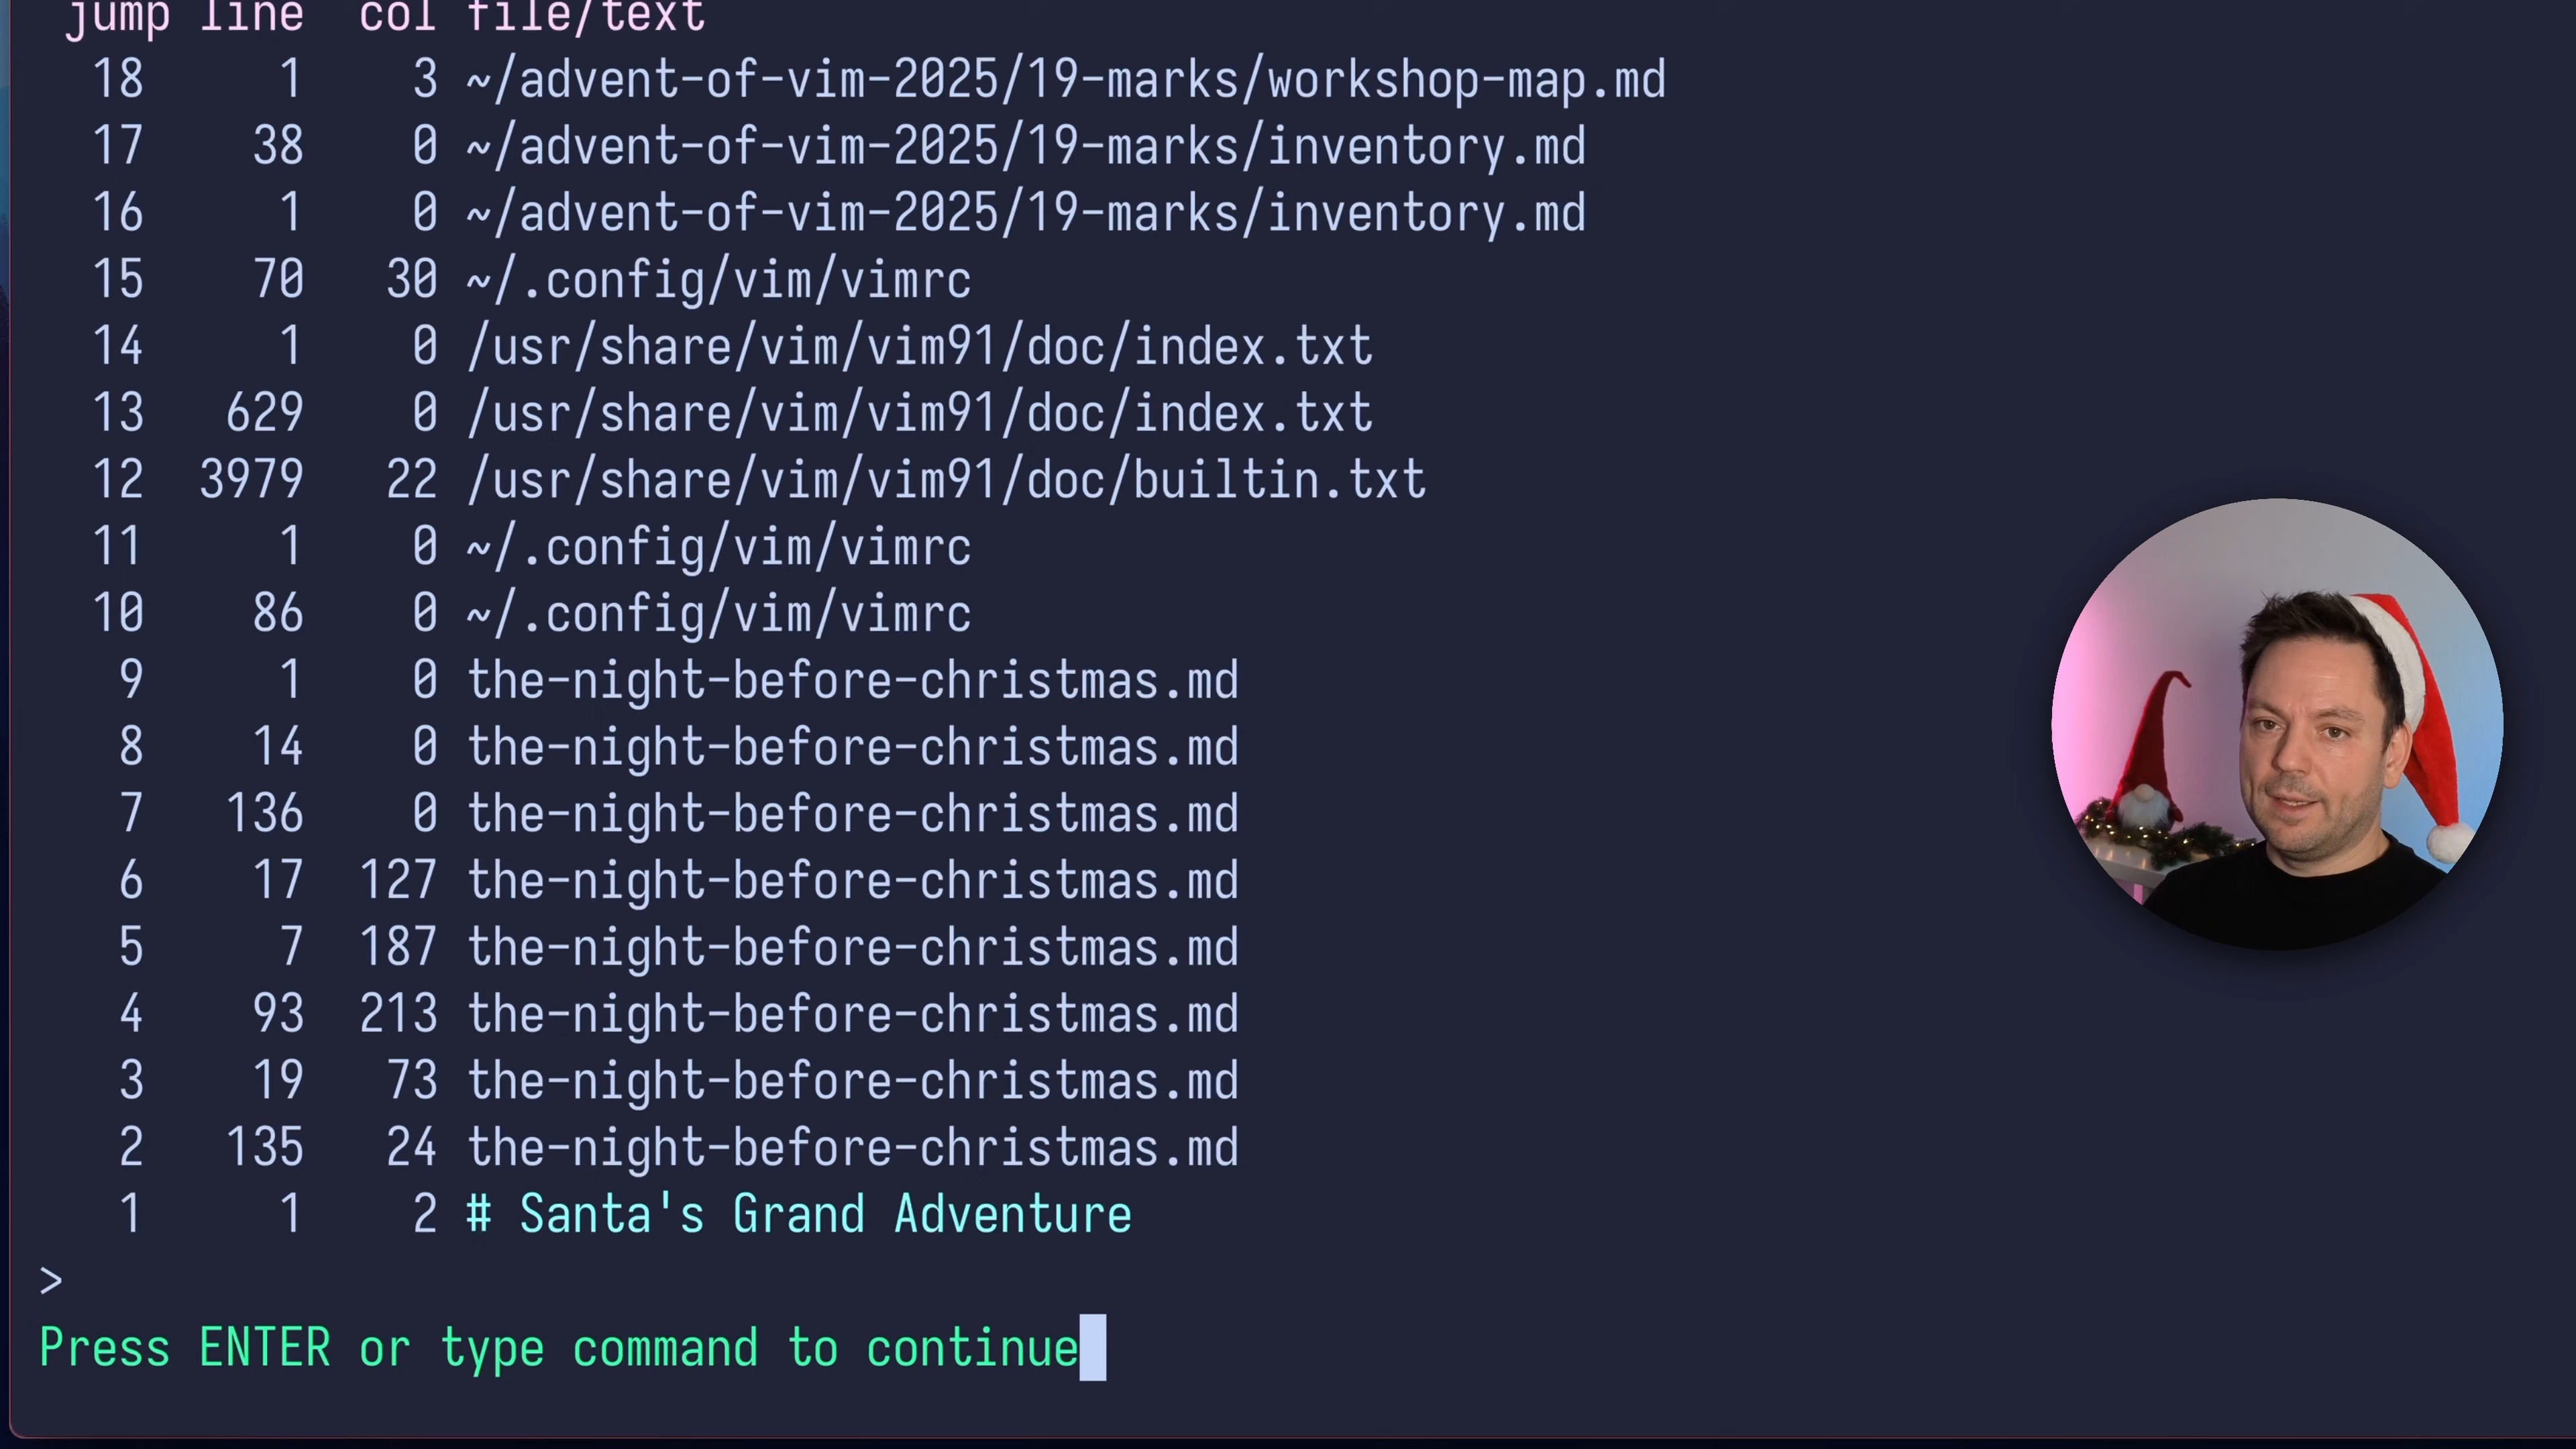 jump line col file/text
18 1 3 ~/advent-of-vim-2025/19-marks/workshop-map.md
17 38 0 ~/advent-of-vim-2025/19-marks/inventory.md
16 1 0 ~/advent-of-vim-2025/19-marks/inventory.md
15 70 30 ~/.config/vim/vimrc
14 1 0 /usr/share/vim/vim91/doc/index.txt
13 629 0 /usr/share/vim/vim91/doc/index.txt
12 3979 22 /usr/share/vim/vim91/doc/builtin.txt
11 1 0 ~/.config/vim/vimrc
10 86 0 ~/.config/vim/vimrc
9 1 0 the-night-before-christmas.md
8 14 0 the-night-before-christmas.md
7 136 0 the-night-before-christmas.md
6 17 127 the-night-before-christmas.md
5 7 187 the-night-before-christmas.md
4 93 213 the-night-before-christmas.md
3 19 73 the-night-before-christmas.md
2 135 24 the-night-before-christmas.md
1 1 2 # Santa's Grand Adventure
>
Press ENTER or type command to continue